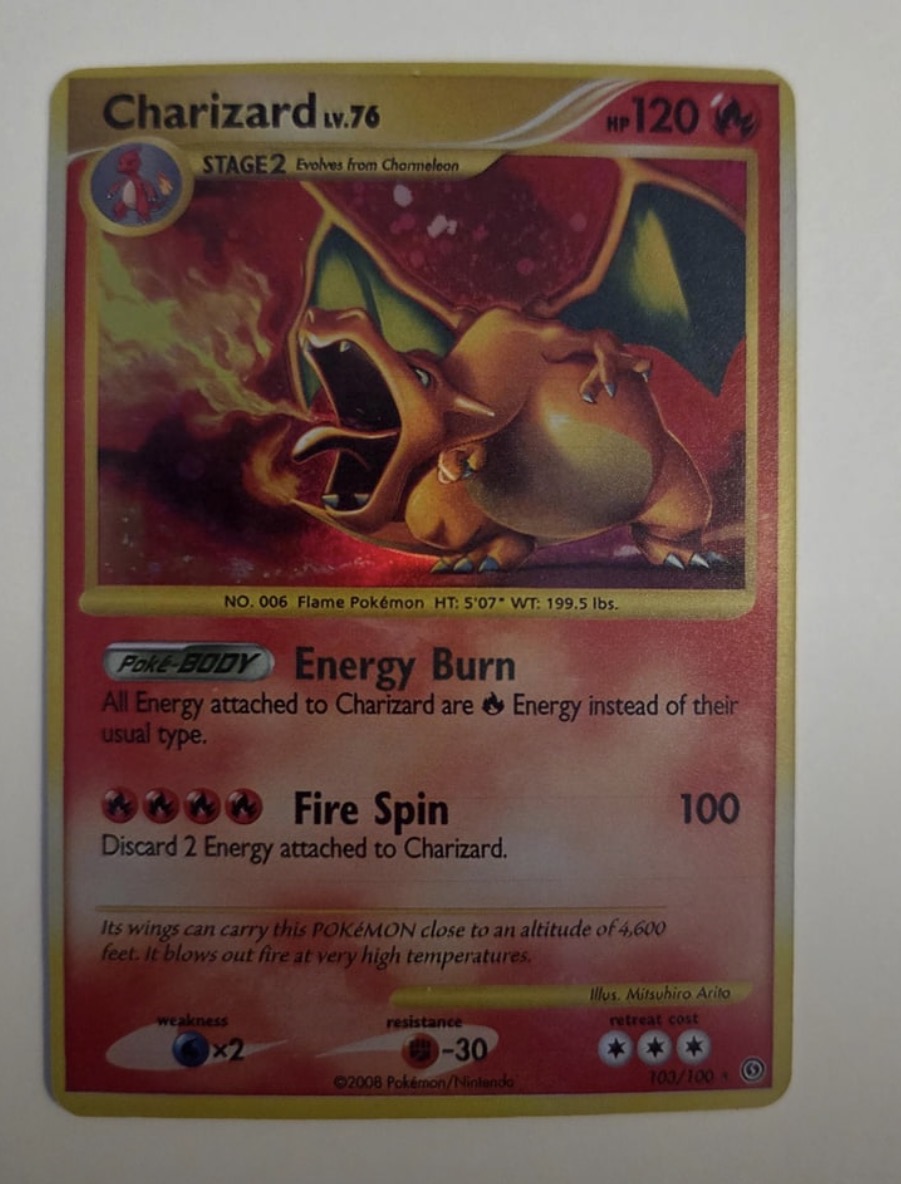 Charizard LV.76
HP 120
STAGE2 Evolves from Charmeleon
NO. 006 Flame Pokémon HT: 5'07" WT: 199.5 lbs.
Poké-BODY Energy Burn
All Energy attached to Charizard are Energy instead of their
usual type.
Fire Spin 100
Discard 2 Energy attached to Charizard.
Its wings can carry this POKéMON close to an altitude of 4,600
feet. It blows out fire at very high temperatures.
Illus. Mitsuhiro Arita
weakness resistance retreat cost
×2 -30
©2008 Pokémon/Nintendo 103/100